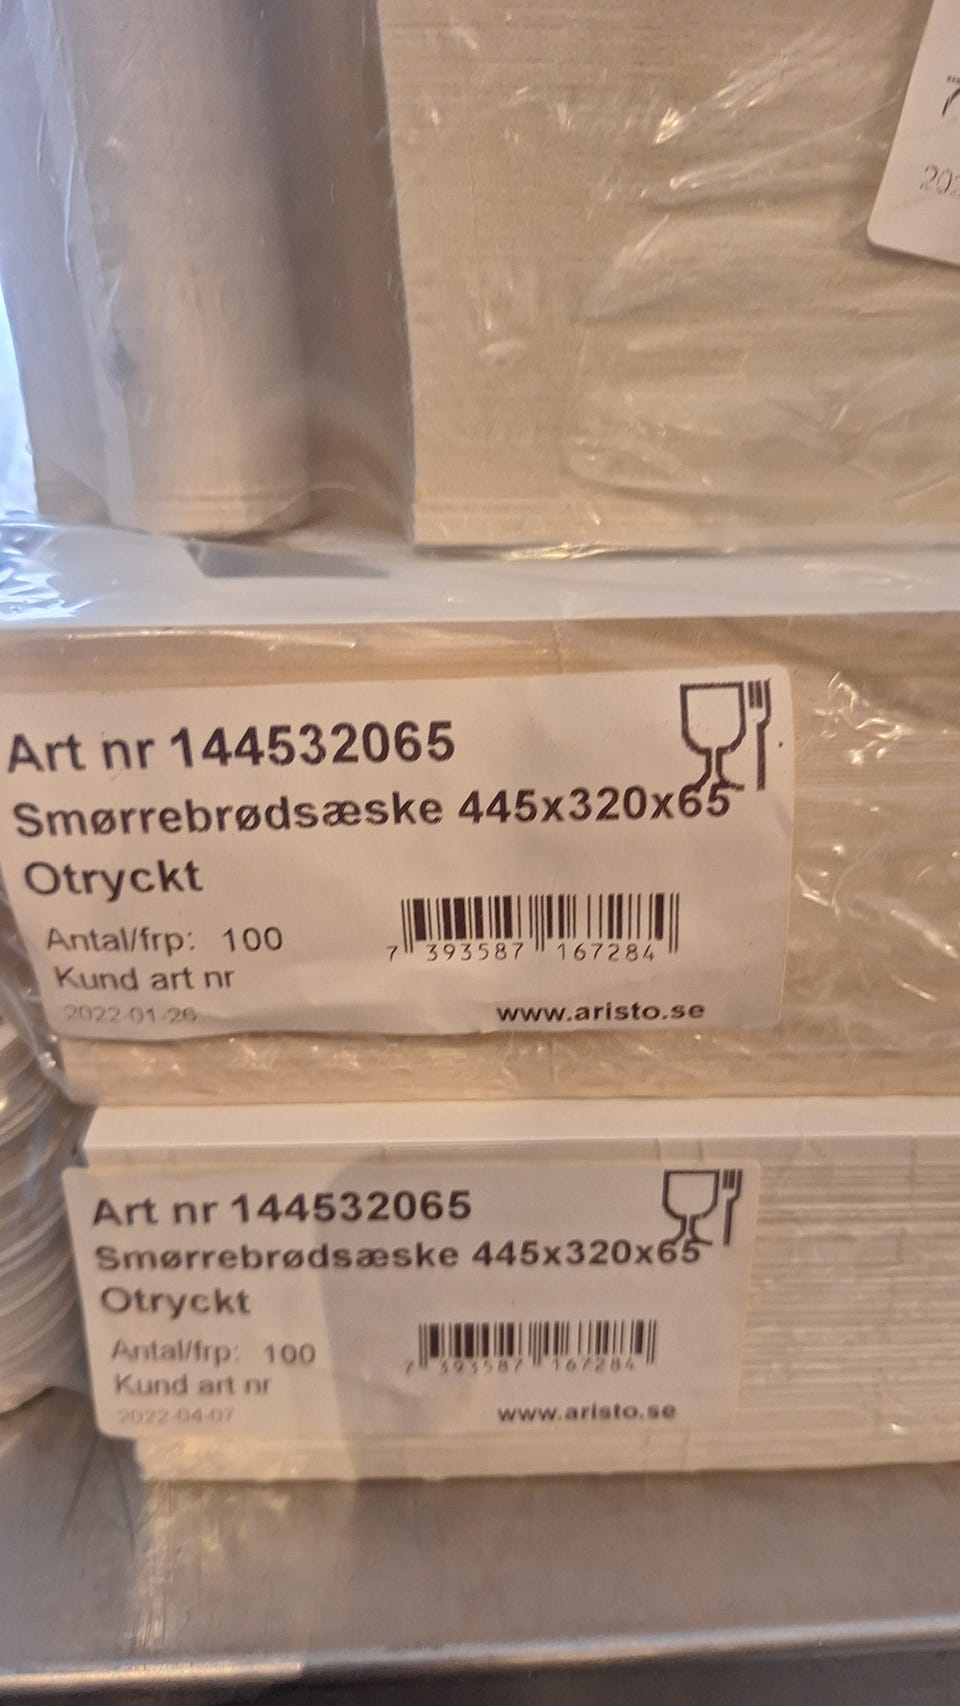 7
202
Art nr 144532065
Smørrebrødsæske 445x320x65
Otryckt
Antal/frp: 100
7 393587 167284
Kund art nr
2022-01-26
www.aristo.se
Art nr 144532065
Smørrebrødsæske 445x320x65
Otryckt
Antal/frp: 100
7 393587 167284
Kund art nr
2022-04-07
www.aristo.se